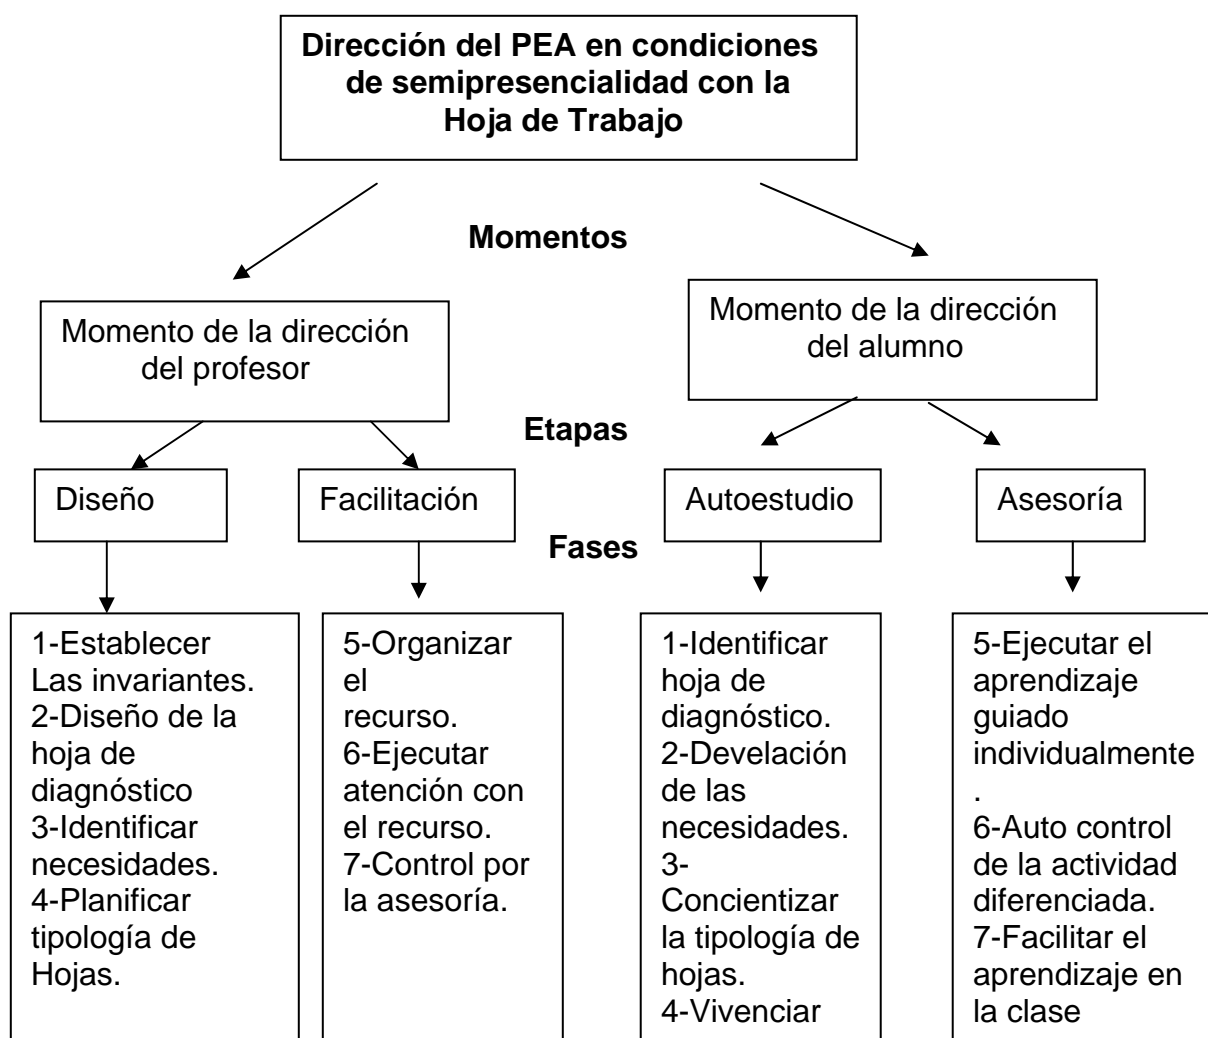 Dirección del PEA en condiciones
de semipresencialidad con la
Hoja de Trabajo
Momentos
Momento de la dirección
del profesor
Momento de la dirección
del alumno
Etapas
Diseño
Facilitación
Autoestudio
Asesoría
Fases
1-Establecer
Las invariantes.
2-Diseño de la
hoja de
diagnóstico
3-Identificar
necesidades.
4-Planificar
tipología de
Hojas.
5-Organizar
el
recurso.
6-Ejecutar
atención con
el recurso.
7-Control por
la asesoría.
1-Identificar
hoja de
diagnóstico.
2-Develación
de las
necesidades.
3-
Concientizar
la tipología de
hojas.
4-Vivenciar
5-Ejecutar el
aprendizaje
guiado
individualmente
.
6-Auto control
de la actividad
diferenciada.
7-Facilitar el
aprendizaje en
la clase